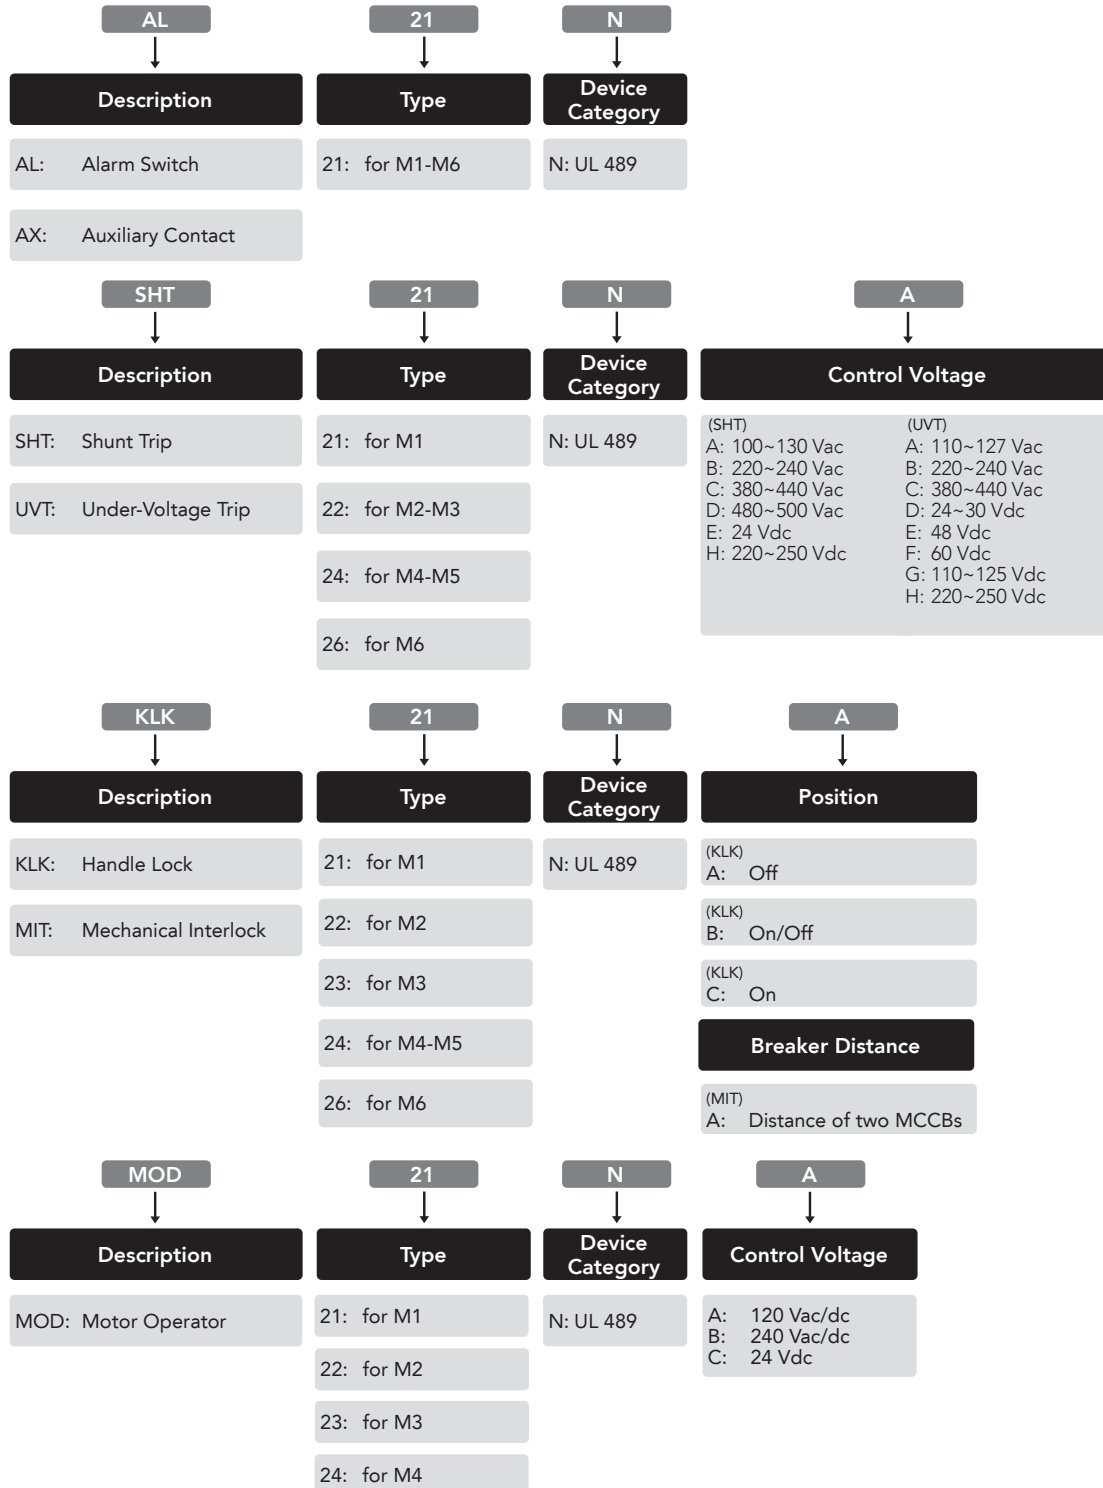 AL 21 N
Description Type Device Category
AL: Alarm Switch 21: for M1-M6 N: UL 489
AX: Auxiliary Contact
SHT 21 N A
Description Type Device Category Control Voltage
SHT: Shunt Trip 21: for M1 N: UL 489
UVT: Under-Voltage Trip 22: for M2-M3
24: for M4-M5
26: for M6
(SHT)
A: 100~130 Vac
B: 220~240 Vac
C: 380~440 Vac
D: 480~500 Vac
E: 24 Vdc
H: 220~250 Vdc
(UVT)
A: 110~127 Vac
B: 220~240 Vac
C: 380~440 Vac
D: 24~30 Vdc
E: 48 Vdc
F: 60 Vdc
G: 110~125 Vdc
H: 220~250 Vdc
KLK 21 N A
Description Type Device Category Position
KLK: Handle Lock 21: for M1 N: UL 489
MIT: Mechanical Interlock 22: for M2
23: for M3
24: for M4-M5
26: for M6
(KLK)
A: Off
(KLK)
B: On/Off
(KLK)
C: On
Breaker Distance
(MIT)
A: Distance of two MCCBs
MOD 21 N A
Description Type Device Category Control Voltage
MOD: Motor Operator 21: for M1 N: UL 489
22: for M2
23: for M3
24: for M4
A: 120 Vac/dc
B: 240 Vac/dc
C: 24 Vdc